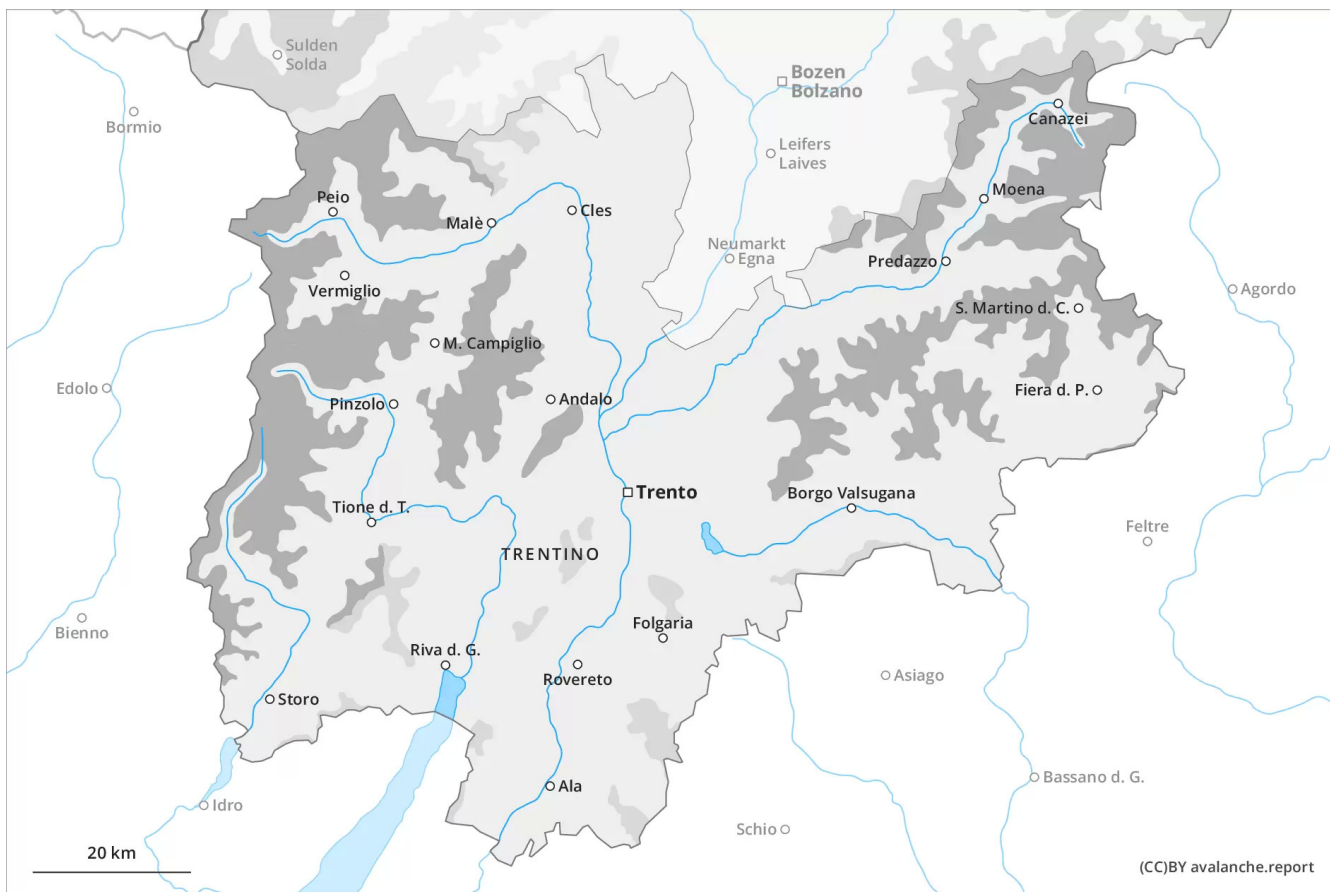 Sulden
Solda
Bozen
Bolzano
Bormio
Canazei
Leifers
Laives
Moena
Peio
Malè
Cles
Neumarkt
Egna
Predazzo
Vermiglio
Agordo
S. Martino d. C.
M. Campiglio
Edolo
Pinzolo
Andalo
Fiera d. P.
Trento
Borgo Valsugana
Tione d. T.
Feltre
TRENTINO
Bienno
Folgaria
Riva d. G.
Rovereto
Asiago
Storo
Ala
Bassano d. G.
Idro
Schio
20 km
(CC)BY avalanche.report